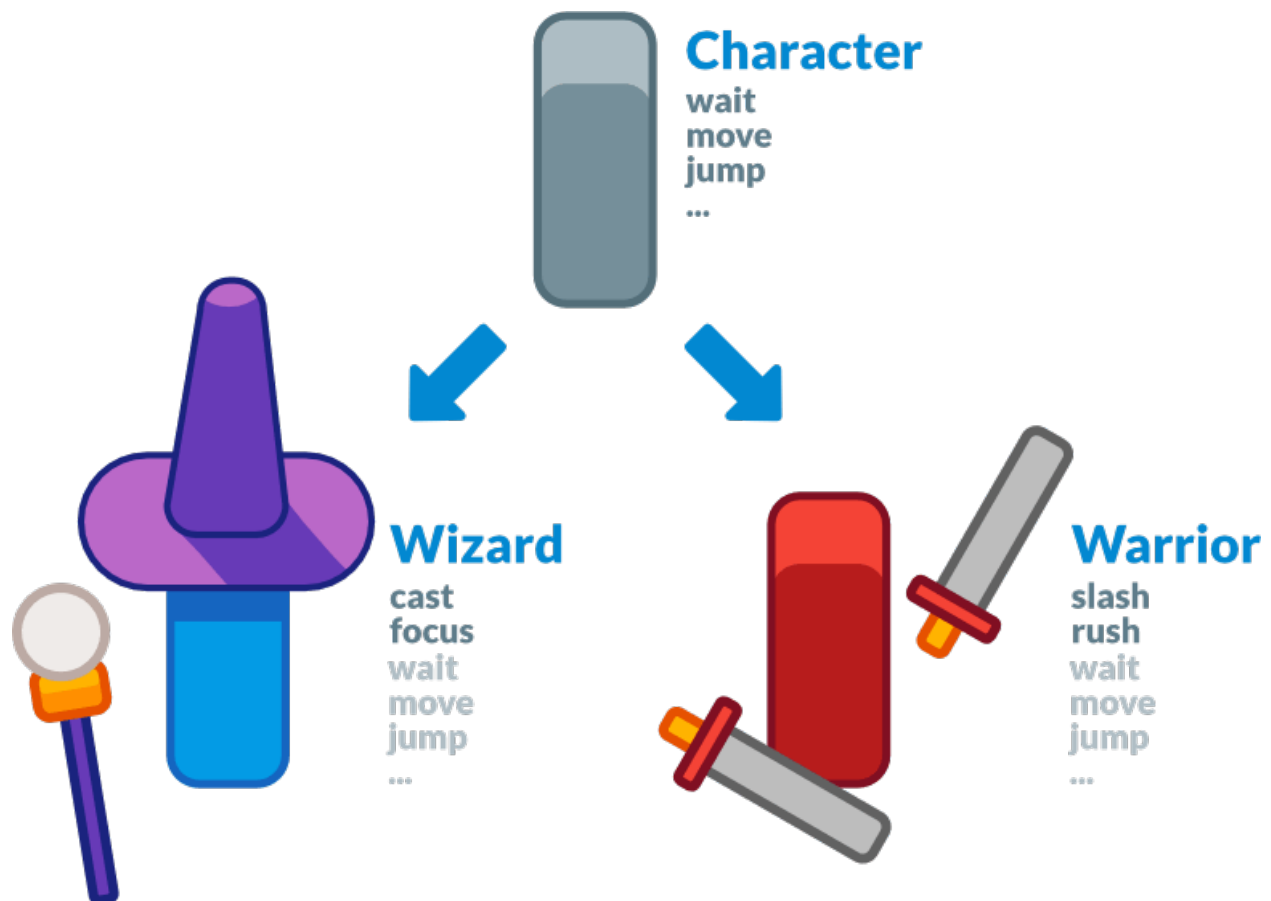 Character
wait
move
jump
...
Wizard
cast
focus
wait
move
jump
...
Warrior
slash
rush
wait
move
jump
...